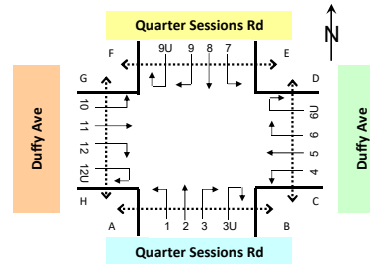 Quarter Sessions Rd
N
F 9U 9 8 7 E
G D
10
11
12
12U
6U
6
5
4
Duffy Ave
Duffy Ave
H C
A 1 2 3 3U B
Quarter Sessions Rd